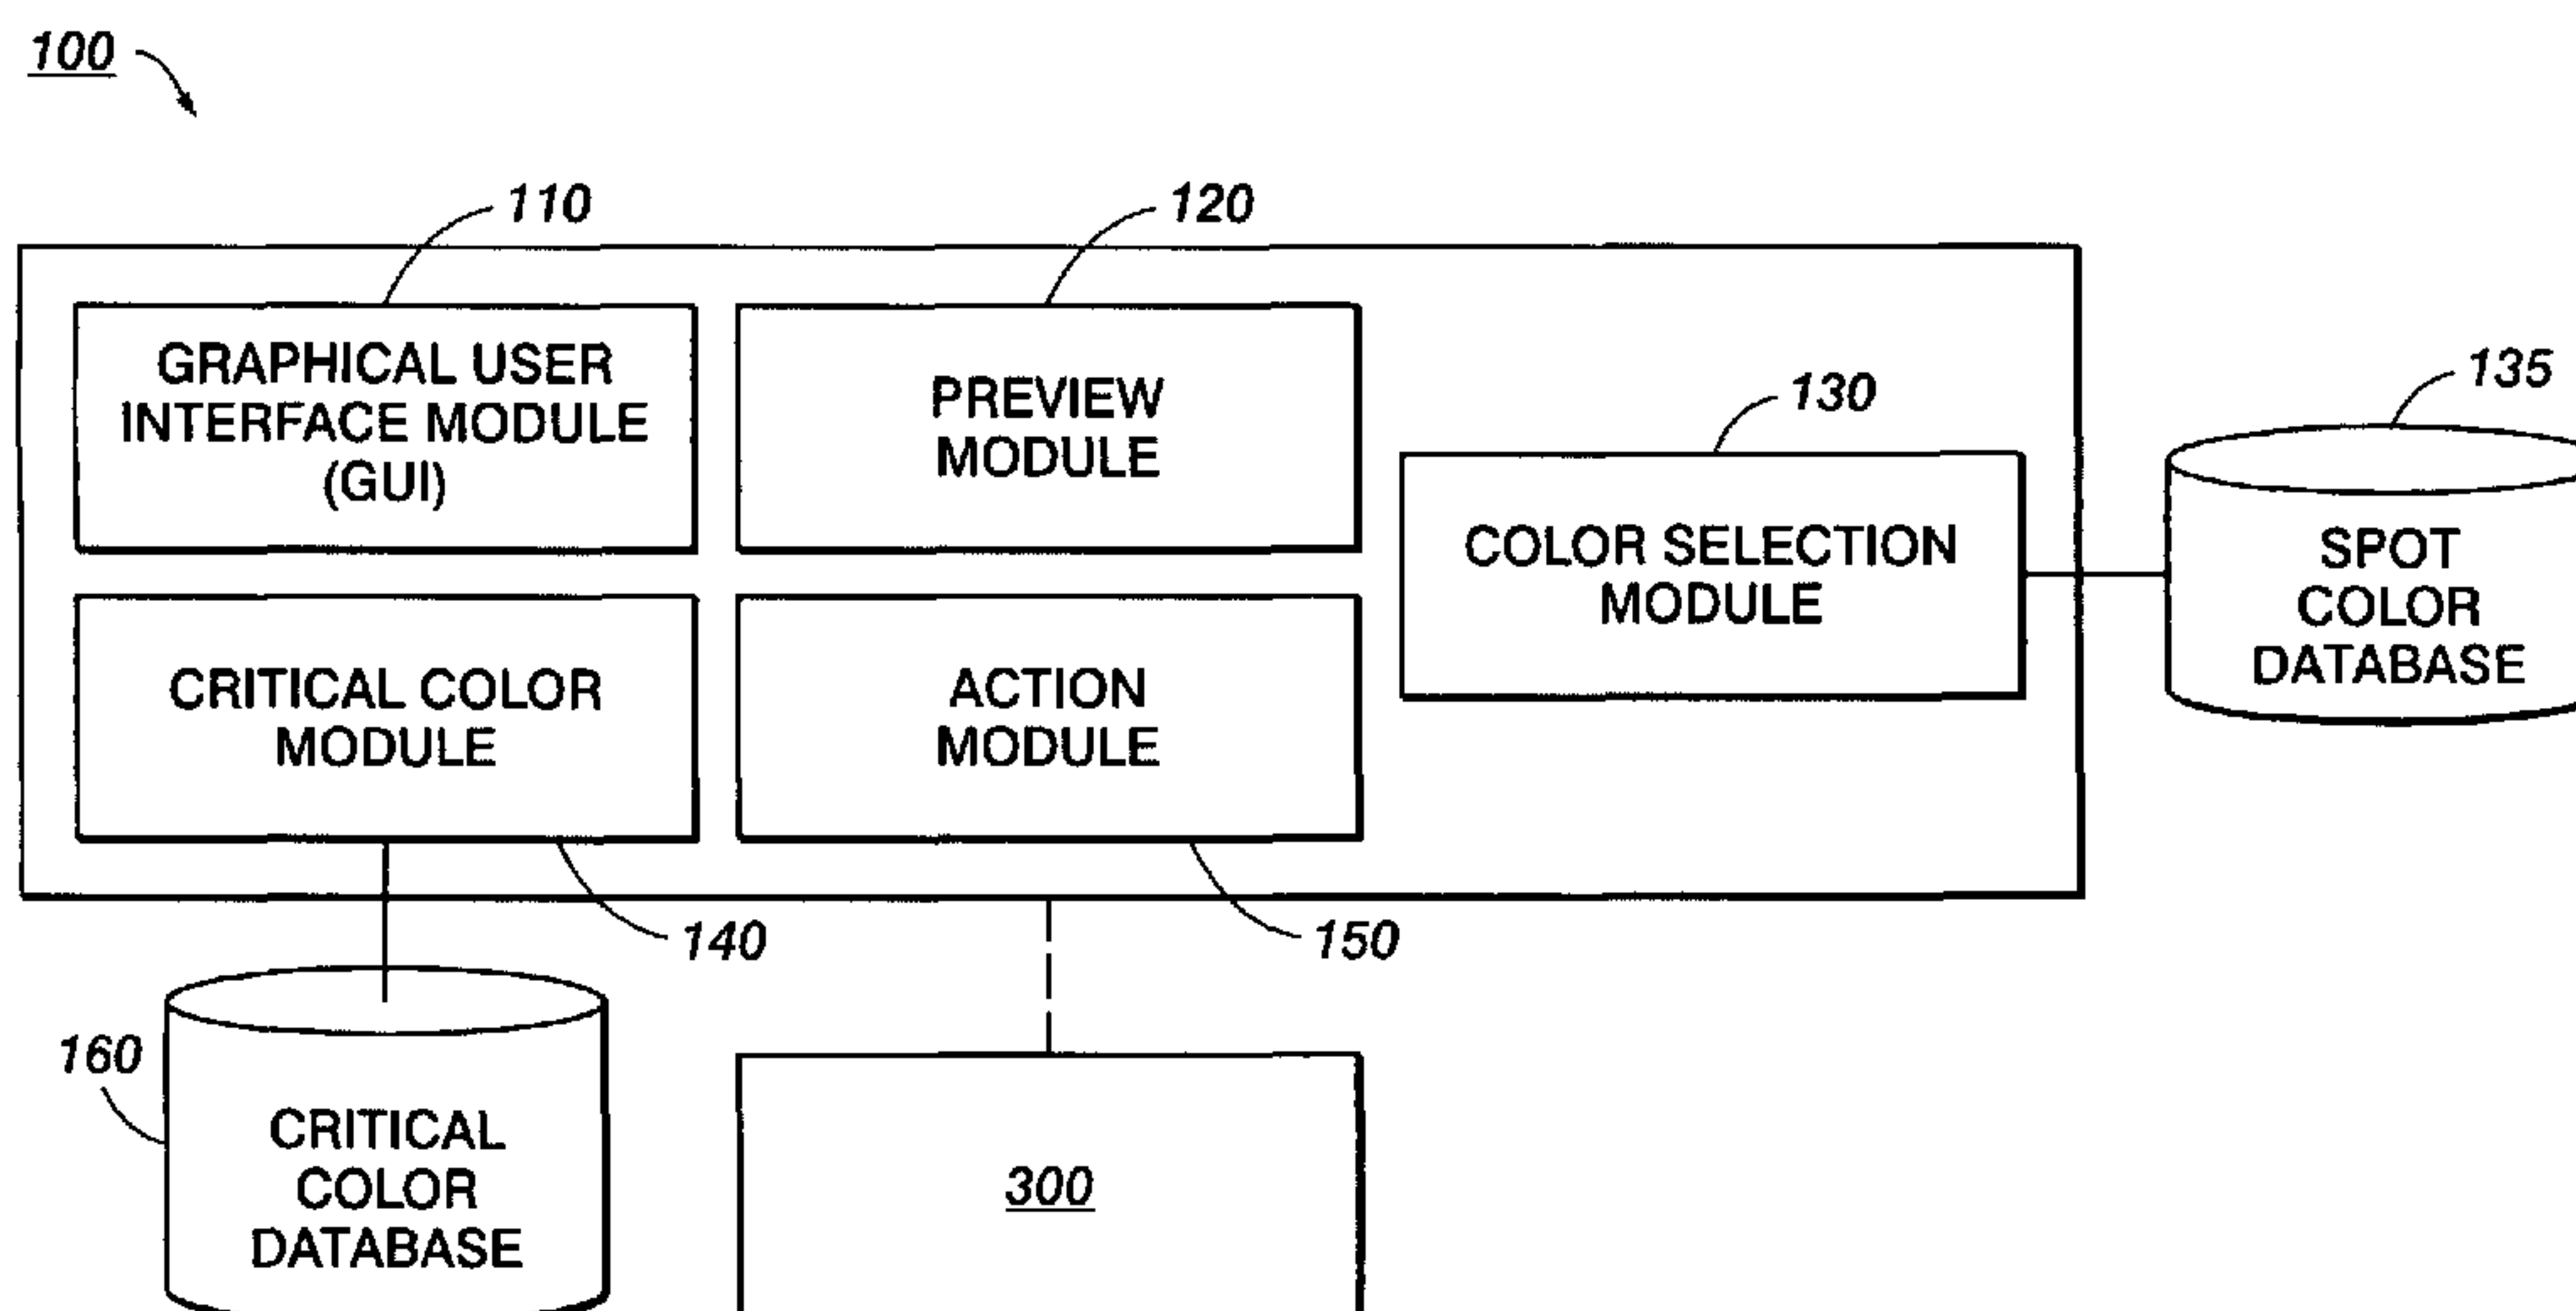 100
110
120
GRAPHICAL USER
INTERFACE MODULE
(GUI)
PREVIEW
MODULE
130
135
COLOR SELECTION
MODULE
SPOT
COLOR
DATABASE
CRITICAL COLOR
MODULE
ACTION
MODULE
140
150
160
CRITICAL
COLOR
DATABASE
300